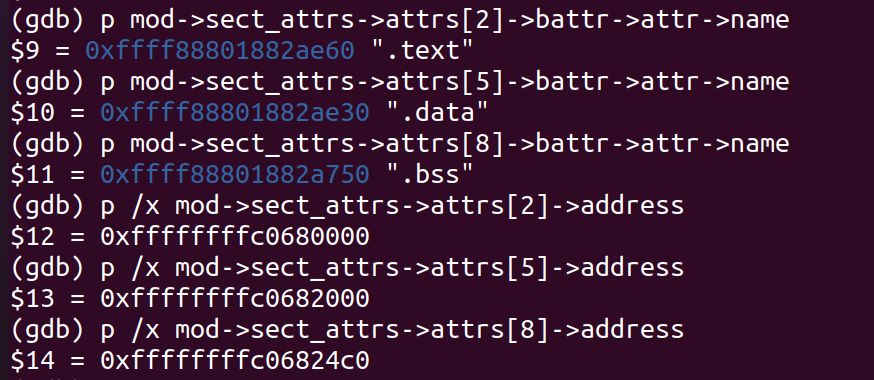 (gdb) p mod->sect_attrs->attrs[2]->battr->attr->name
$9 = 0xffff88801882ae60 ".text"
(gdb) p mod->sect_attrs->attrs[5]->battr->attr->name
$10 = 0xffff88801882ae30 ".data"
(gdb) p mod->sect_attrs->attrs[8]->battr->attr->name
$11 = 0xffff88801882a750 ".bss"
(gdb) p /x mod->sect_attrs->attrs[2]->address
$12 = 0xffffffffc0680000
(gdb) p /x mod->sect_attrs->attrs[5]->address
$13 = 0xffffffffc0682000
(gdb) p /x mod->sect_attrs->attrs[8]->address
$14 = 0xffffffffc06824c0